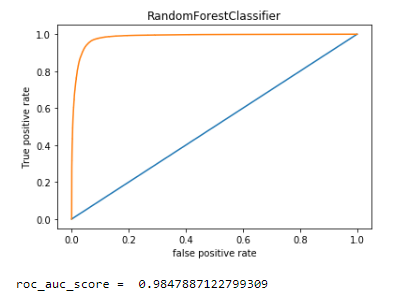 RandomForestClassifier
True positive rate
1.0
0.8
0.6
0.4
0.2
0.0
0.0 0.2 0.4 0.6 0.8 1.0
false positive rate
roc_auc_score = 0.9847887122799309